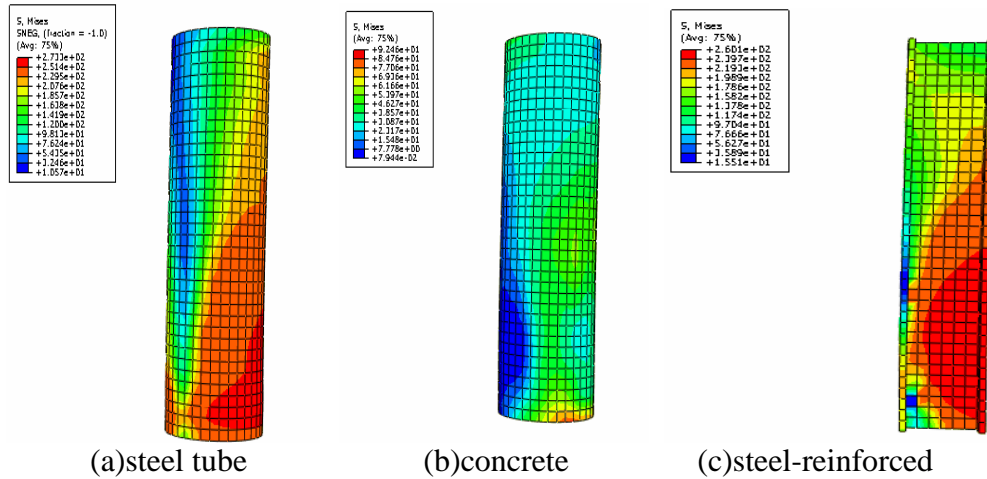 S, Mises
SNEG, (fraction = -1.0)
(Avg: 75%)
+2.733e+02
+2.514e+02
+2.295e+02
+2.076e+02
+1.857e+02
+1.638e+02
+1.419e+02
+1.200e+02
+9.813e+01
+7.624e+01
+5.435e+01
+3.246e+01
+1.057e+01
S, Mises
(Avg: 75%)
+9.246e+01
+8.476e+01
+7.706e+01
+6.936e+01
+6.166e+01
+5.397e+01
+4.627e+01
+3.857e+01
+3.087e+01
+2.317e+01
+1.548e+01
+7.778e+00
+7.944e-02
S, Mises
(Avg: 75%)
+2.601e+02
+2.397e+02
+2.193e+02
+1.989e+02
+1.786e+02
+1.582e+02
+1.378e+02
+1.174e+02
+9.704e+01
+7.666e+01
+5.627e+01
+3.589e+01
+1.551e+01
(a)steel tube
(b)concrete
(c)steel-reinforced